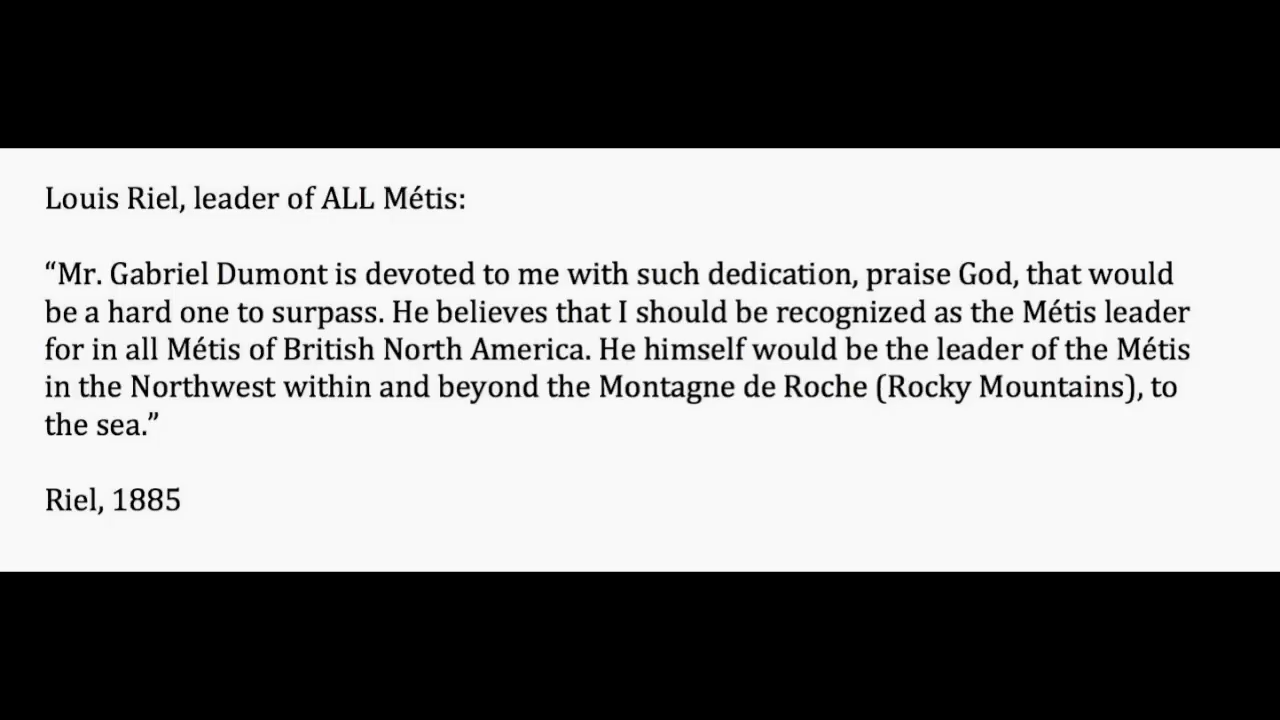 Louis Riel, leader of ALL Métis:
“Mr. Gabriel Dumont is devoted to me with such dedication, praise God, that would
be a hard one to surpass. He believes that I should be recognized as the Métis leader
for in all Métis of British North America. He himself would be the leader of the Métis
in the Northwest within and beyond the Montagne de Roche (Rocky Mountains), to
the sea.”
Riel, 1885